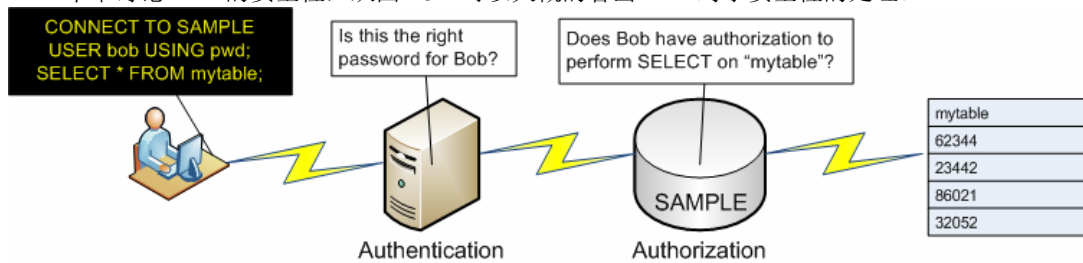 CONNECT TO SAMPLE
USER bob USING pwd;
SELECT * FROM mytable;
Is this the right
password for Bob?
Does Bob have authorization to
perform SELECT on “mytable”?
mytable
62344
23442
86021
32052
SAMPLE
Authentication
Authorization